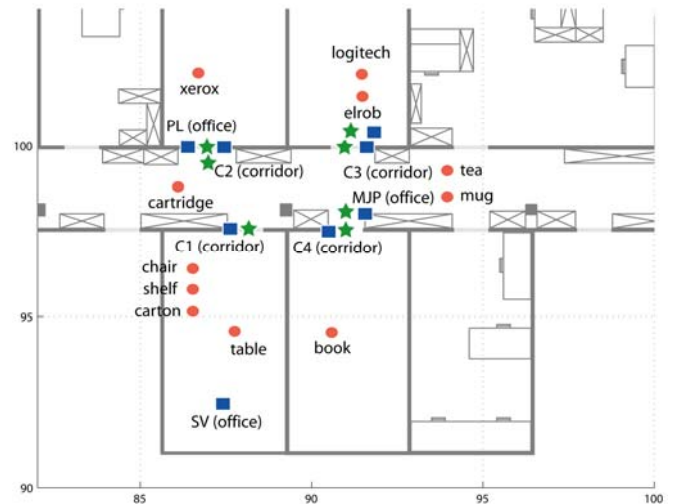 logitech
xerox
elrob
PL (office)
100
C2 (corridor)
C3 (corridor)
tea
MJP (office)
mug
cartridge
C1 (corridor)
C4 (corridor)
chair
shelf
carton
95
table
book
SV (office)
90
85
90
95
100